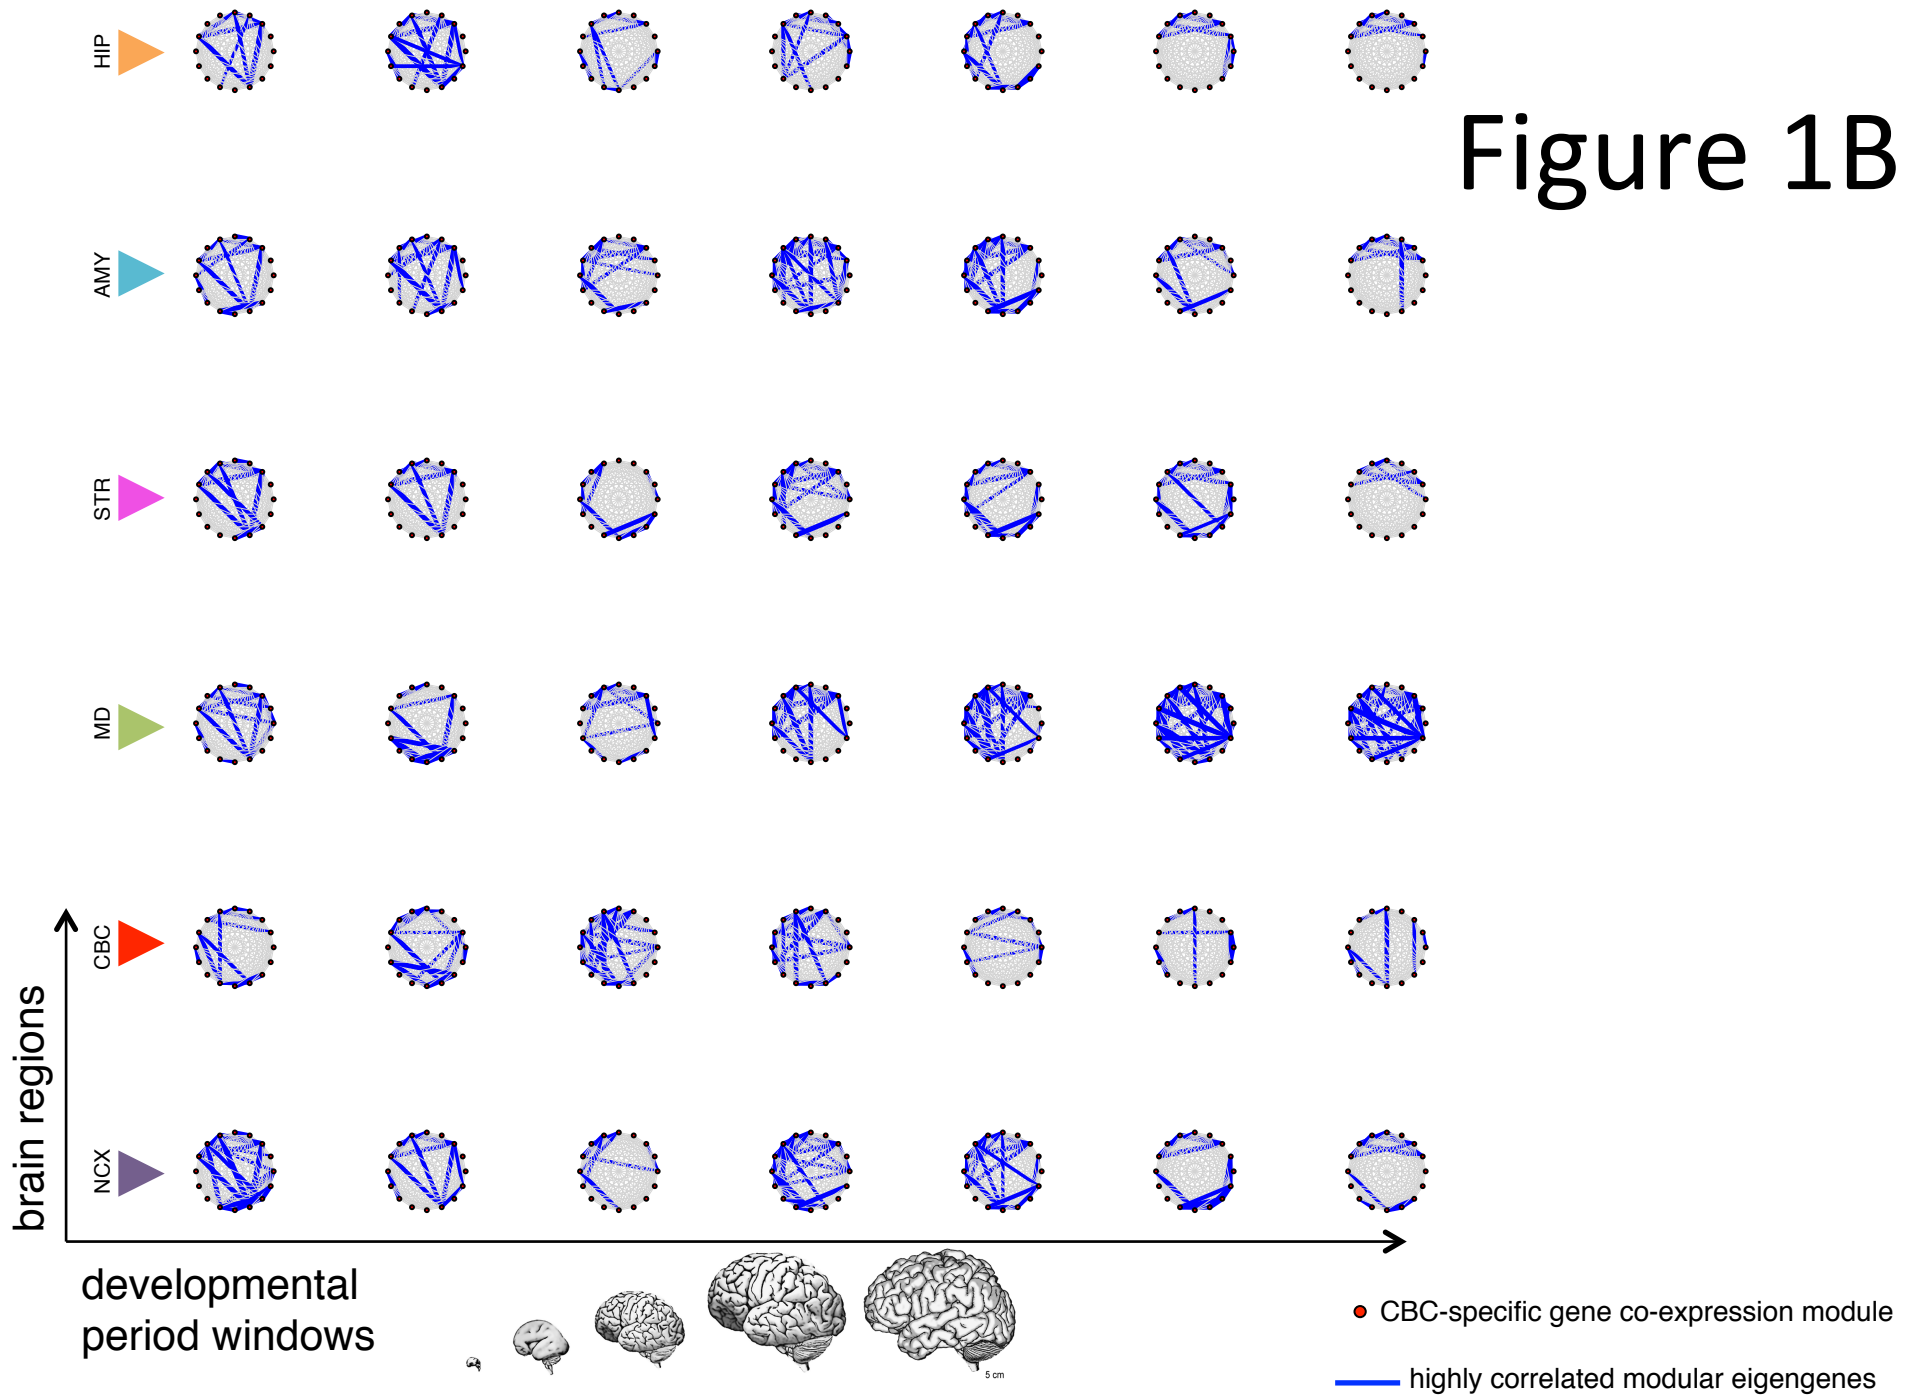 HIP
Figure 1B
AMY
STR
MD
CBC
NCX
brain regions
developmental
period windows
5 cm
CBC-specific gene co-expression module
highly correlated modular eigengenes